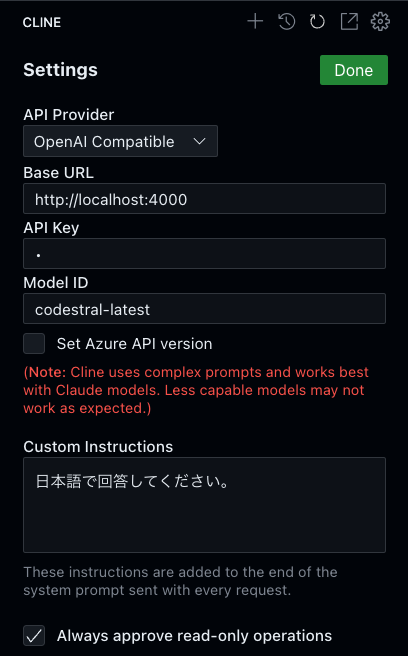 CLINE
Settings
Done
API Provider
OpenAI Compatible
Base URL
http://localhost:4000
API Key
•
Model ID
codestral-latest
Set Azure API version
(Note: Cline uses complex prompts and works best
with Claude models. Less capable models may not
work as expected.)
Custom Instructions
日本語で回答してください。
These instructions are added to the end of the
system prompt sent with every request.
Always approve read-only operations